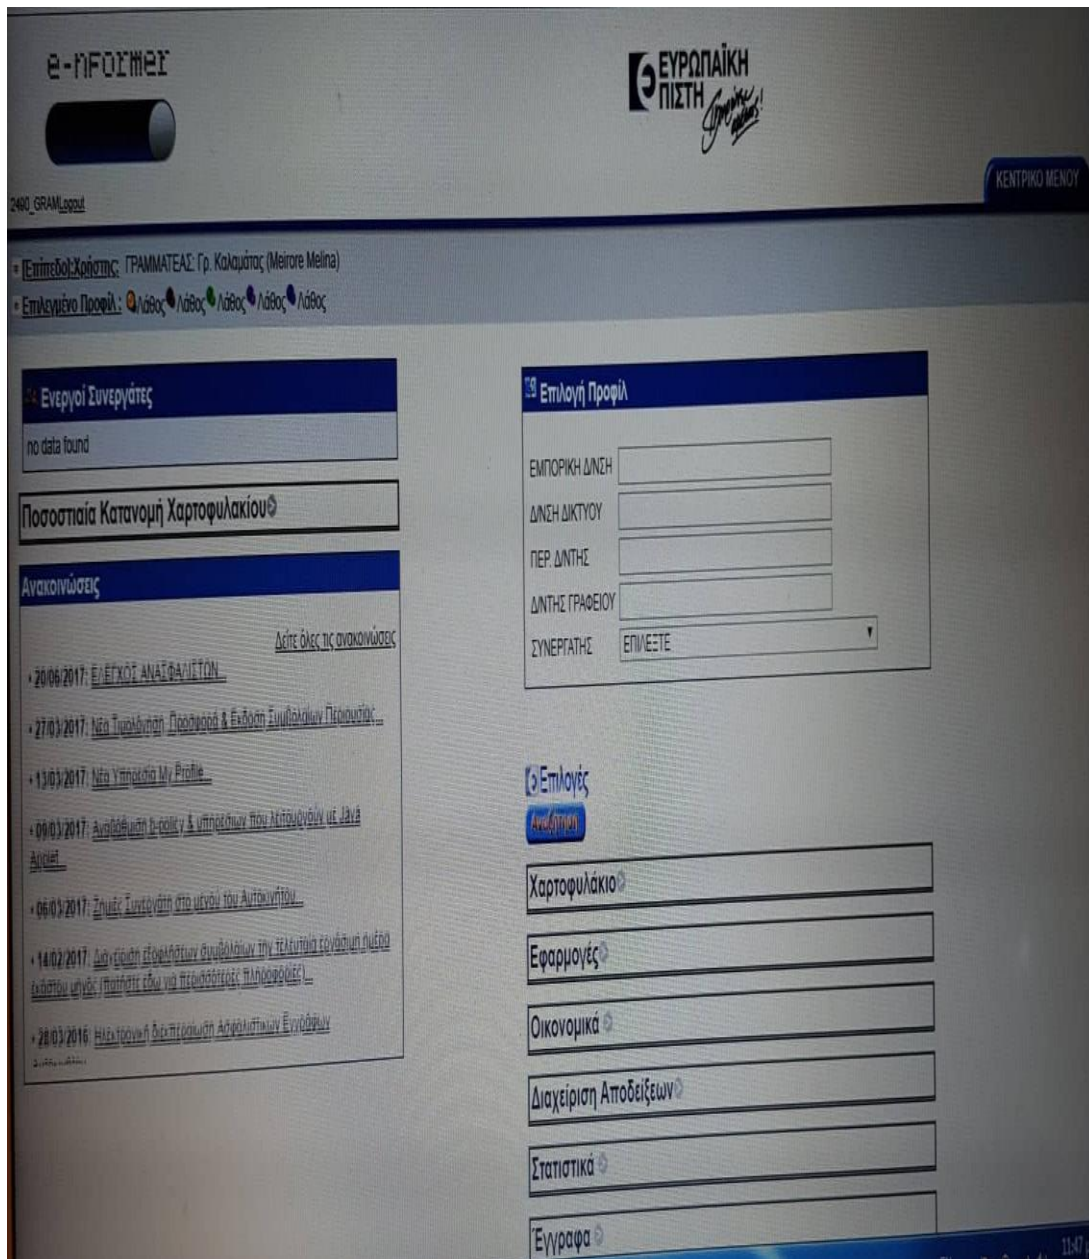 e-nFormer
ΕΥΡΩΠΑΪΚΗ
ΠΙΣΤΗ
ΚΕΝΤΡΙΚΟ ΜΕΝΟΥ
2490_GRAMLogout
[Επίπεδο]:Χρήστης: ΓΡΑΜΜΑΤΕΑΣ: Γρ. Καλαμάτας (Meirore Melina)
Επιλεγμένο Προφίλ : Λάθος Λάθος Λάθος Λάθος Λάθος
Ενεργοί Συνεργάτες
no data found
Ποσοστιαία Κατανομή Χαρτοφυλακίου
Ανακοινώσεις
Δείτε όλες τις ανακοινώσεις
20/06/2017: ΕΛΕΓΧΟΣ ΑΝΑΣΦΑΛΙΣΤΩΝ...
27/03/2017: Νέα Τιμολόγηση, Προσφορά & Έκδοση Συμβολαίων Περιουσίας...
13/03/2017: Νέα Υπηρεσία My Profile...
09/03/2017: Αναβάθμιση b-policy & υπηρεσιών που λειτουργούν με Java
Applet...
06/03/2017: Ζημιές Συνεργάτη στο μενού του Αυτοκινήτου...
14/02/2017: Διαχείριση εξοφλήσεων συμβολαίων την τελευταία εργάσιμη ημέρα
εκάστου μηνός (πατήστε εδώ για περισσότερες πληροφορίες)...
28/03/2016: Ηλεκτρονική διεκπεραίωση Ασφαλιστικών Εγγράφων
Επιλογή Προφίλ
ΕΜΠΟΡΙΚΗ Δ/ΝΣΗ
Δ/ΝΣΗ ΔΙΚΤΥΟΥ
ΠΕΡ. Δ/ΝΤΗΣ
Δ/ΝΤΗΣ ΓΡΑΦΕΙΟΥ
ΣΥΝΕΡΓΑΤΗΣ ΕΠΙΛΕΞΤΕ
Επιλογές
Αναζήτηση
Χαρτοφυλάκιο
Εφαρμογές
Οικονομικά
Διαχείριση Αποδείξεων
Στατιστικά
Έγγραφα
11:47